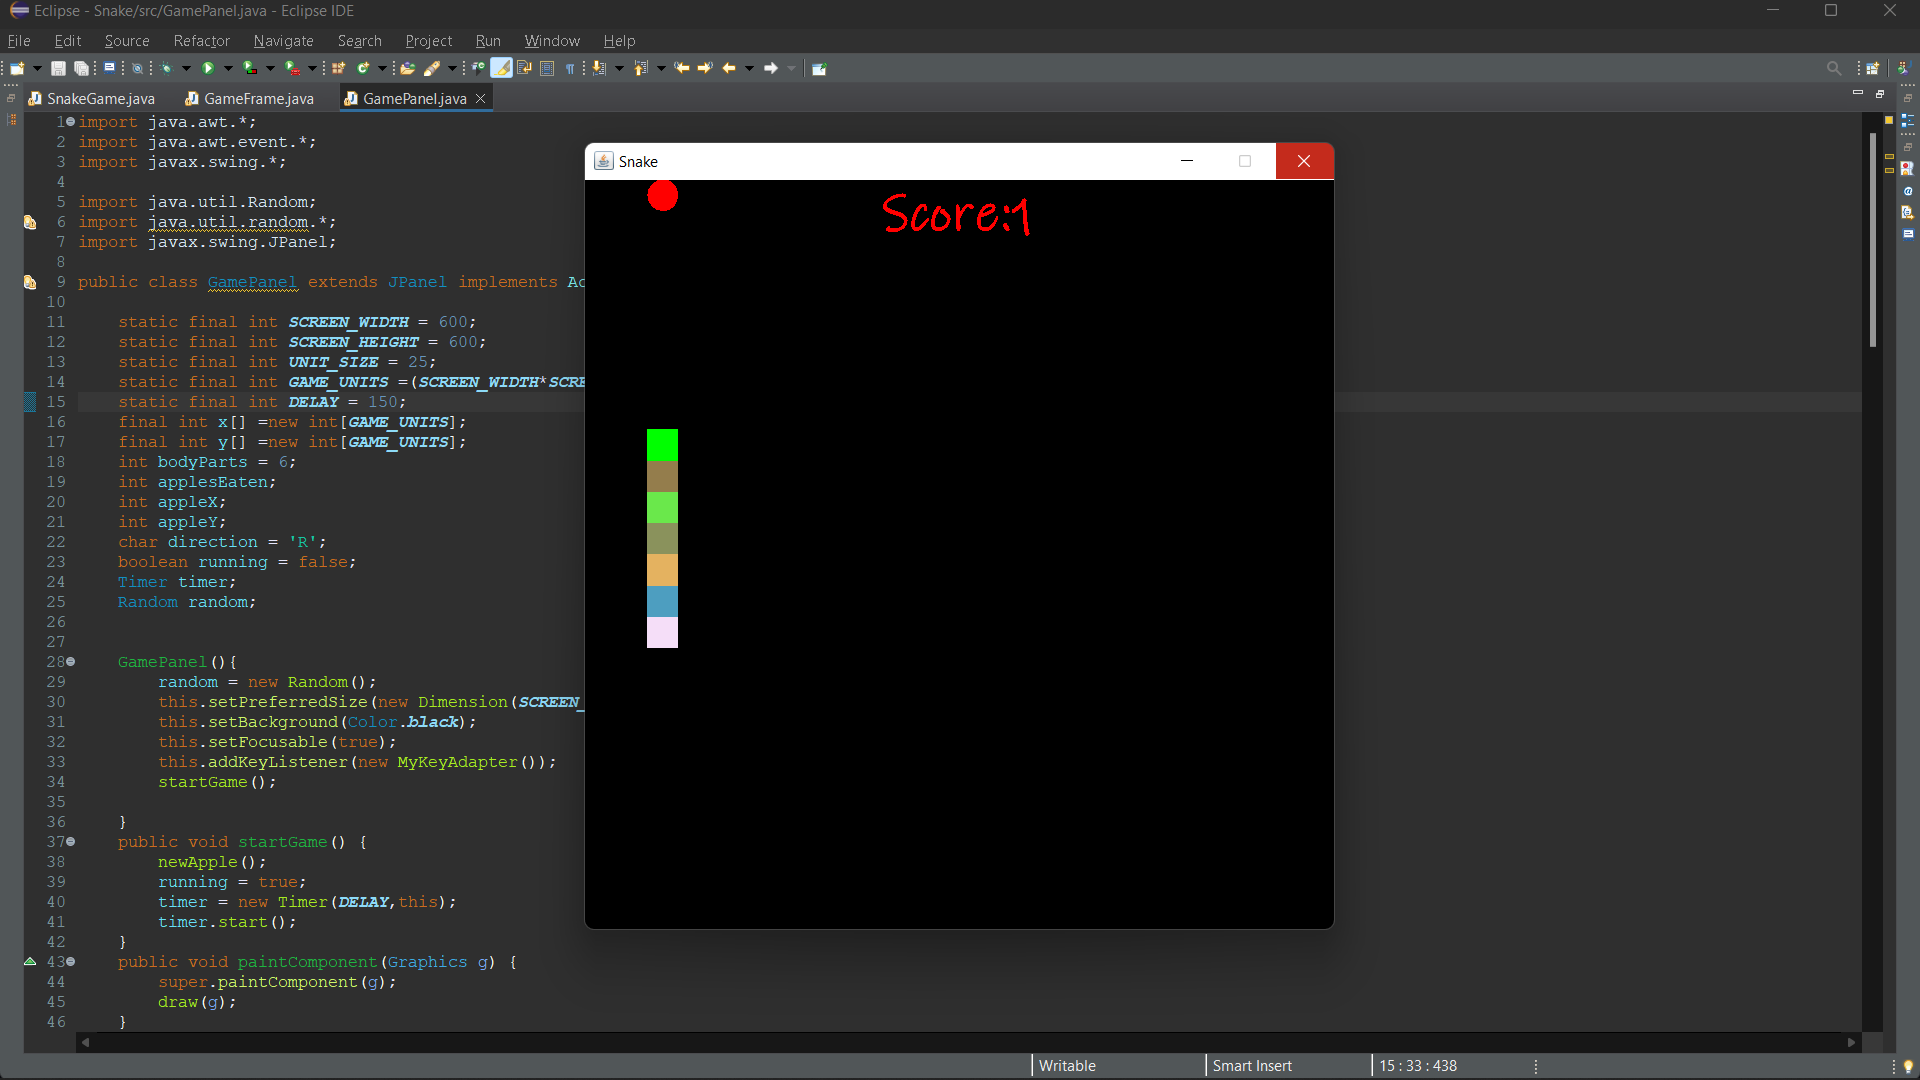 Eclipse - Snake/src/GamePanel.java - Eclipse IDE
File Edit Source Refactor Navigate Search Project Run Window Help
SnakeGame.java GameFrame.java GamePanel.java
1 import java.awt.*;
2 import java.awt.event.*;
3 import javax.swing.*;
4
5 import java.util.Random;
6 import java.util.random.*;
7 import javax.swing.JPanel;
8
9 public class GamePanel extends JPanel implements Ac
10
11 static final int SCREEN_WIDTH = 600;
12 static final int SCREEN_HEIGHT = 600;
13 static final int UNIT_SIZE = 25;
14 static final int GAME_UNITS =(SCREEN_WIDTH*SCRE
15 static final int DELAY = 150;
16 final int x[] =new int[GAME_UNITS];
17 final int y[] =new int[GAME_UNITS];
18 int bodyParts = 6;
19 int applesEaten;
20 int appleX;
21 int appleY;
22 char direction = 'R';
23 boolean running = false;
24 Timer timer;
25 Random random;
26
27
28 GamePanel(){
29 random = new Random();
30 this.setPreferredSize(new Dimension(SCREEN_
31 this.setBackground(Color.black);
32 this.setFocusable(true);
33 this.addKeyListener(new MyKeyAdapter());
34 startGame();
35
36 }
37 public void startGame() {
38 newApple();
39 running = true;
40 timer = new Timer(DELAY,this);
41 timer.start();
42 }
43 public void paintComponent(Graphics g) {
44 super.paintComponent(g);
45 draw(g);
46 }
Snake
Score:1
Writable Smart Insert 15 : 33 : 438